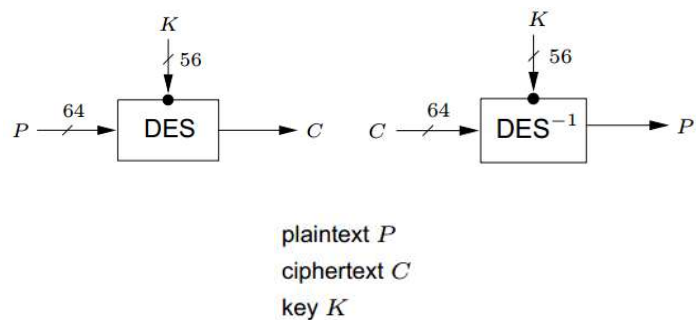 K K
56 56
64 64
P DES C C DES⁻¹ P
plaintext P
ciphertext C
key K